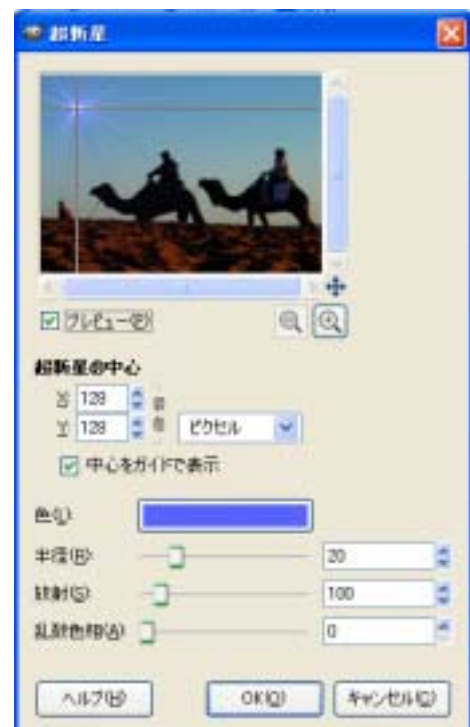 超新星
プレビュー(P)
超新星の中心
X: 128
Y: 128 ピクセル
中心をガイドで表示
色(L):
半径(R): 20
放射(S): 100
乱数色相(A): 0
ヘルプ(H) OK(O) キャンセル(C)